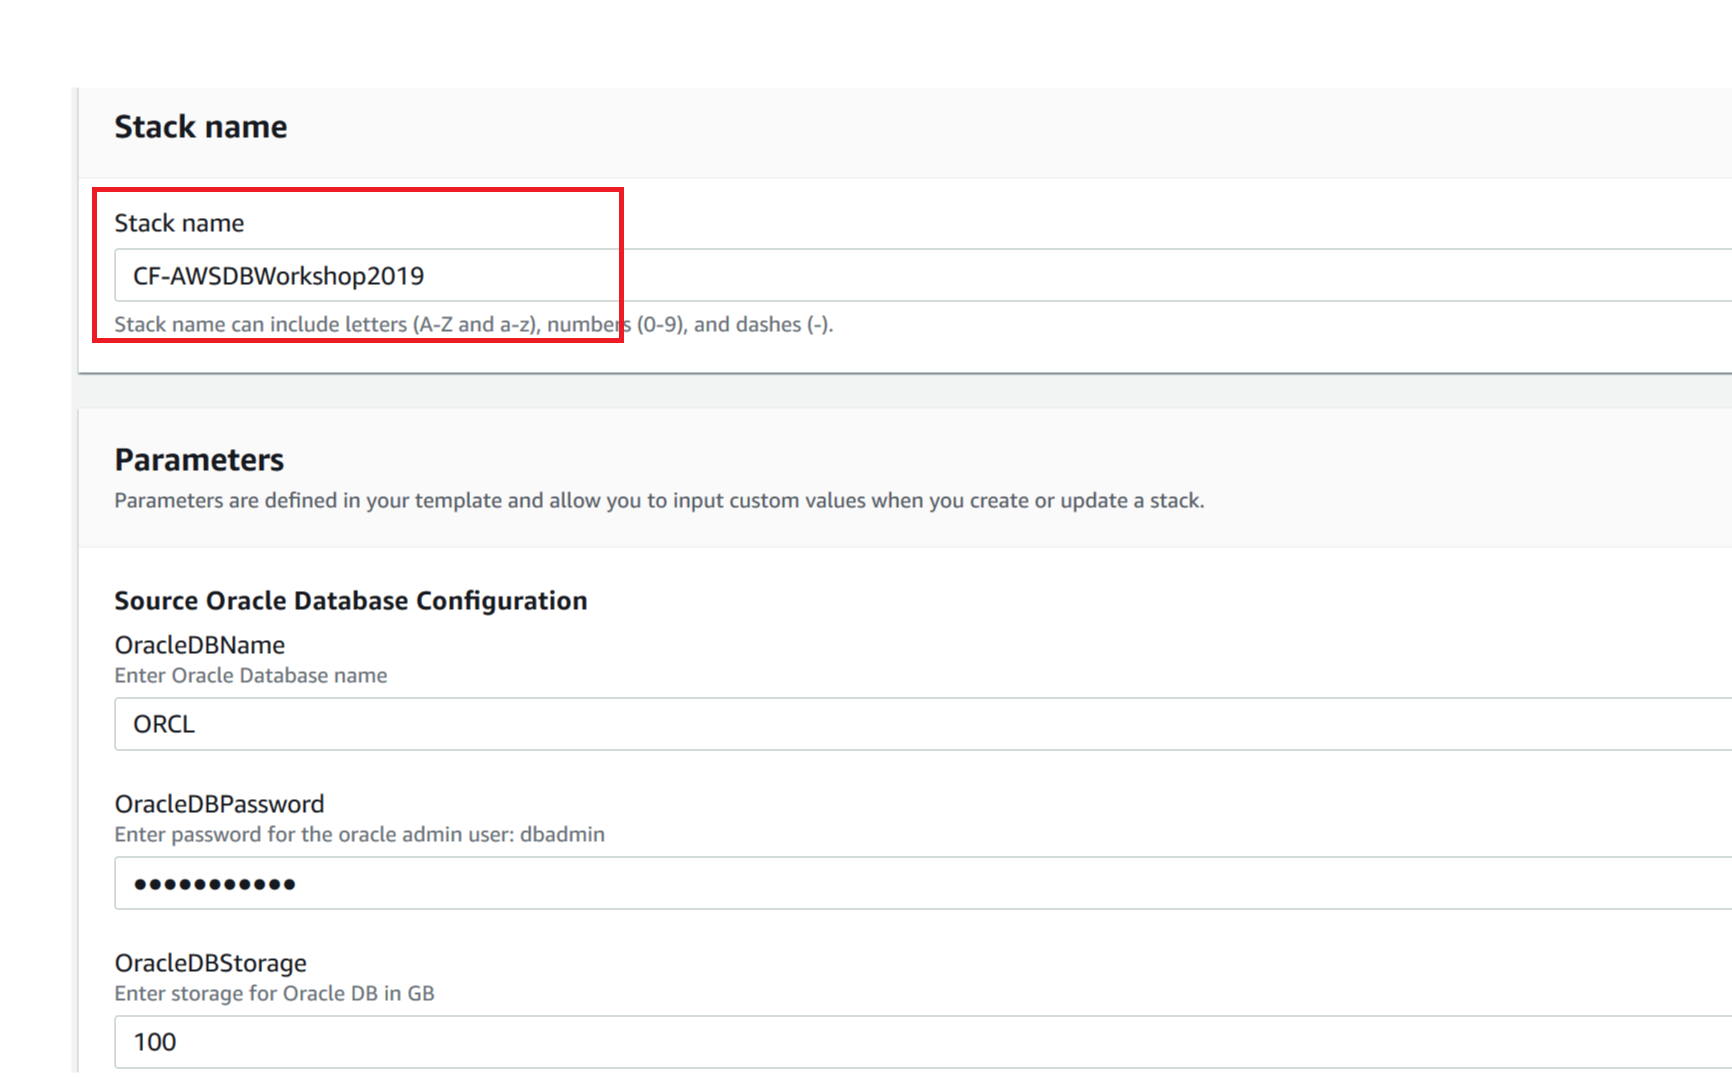 Stack name
Stack name
CF-AWSDBWorkshop2019
Stack name can include letters (A-Z and a-z), numbers (0-9), and dashes (-).
Parameters
Parameters are defined in your template and allow you to input custom values when you create or update a stack.
Source Oracle Database Configuration
OracleDBName
Enter Oracle Database name
ORCL
OracleDBPassword
Enter password for the oracle admin user: dbadmin
●●●●●●●●●●●
OracleDBStorage
Enter storage for Oracle DB in GB
100